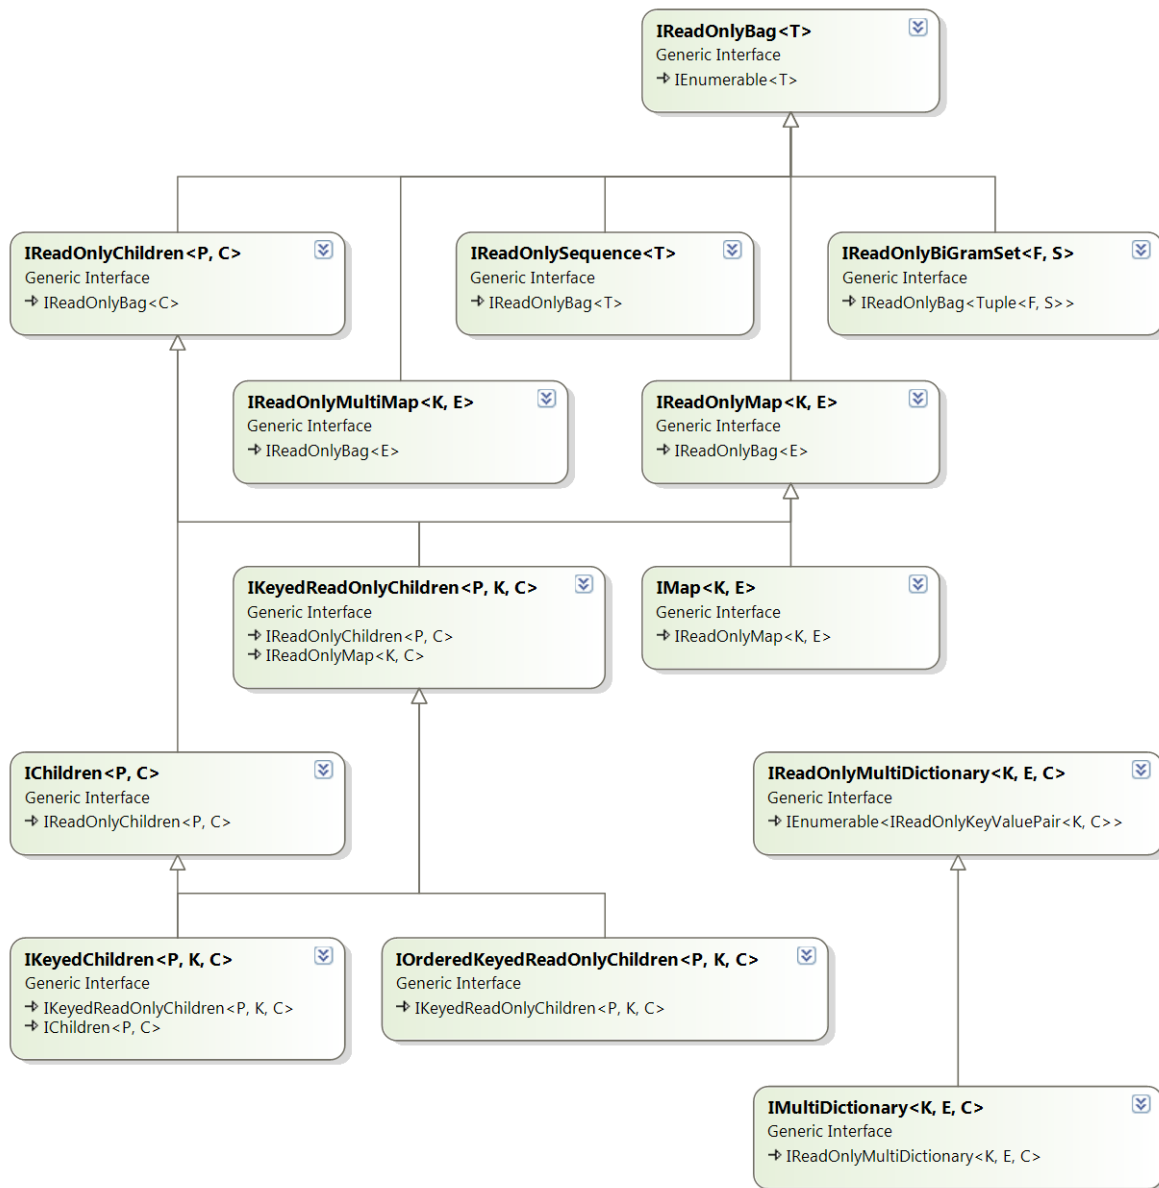 IReadOnlyBag<T>
Generic Interface
IEnumerable<T>
IReadOnlyChildren<P, C>
Generic Interface
IReadOnlyBag<C>
IReadOnlySequence<T>
Generic Interface
IReadOnlyBag<T>
IReadOnlyBiGramSet<F, S>
Generic Interface
IReadOnlyBag<Tuple<F, S>>
IReadOnlyMultiMap<K, E>
Generic Interface
IReadOnlyBag<E>
IReadOnlyMap<K, E>
Generic Interface
IReadOnlyBag<E>
IKeyedReadOnlyChildren<P, K, C>
Generic Interface
IReadOnlyChildren<P, C>
IReadOnlyMap<K, C>
IMap<K, E>
Generic Interface
IReadOnlyMap<K, E>
IChildren<P, C>
Generic Interface
IReadOnlyChildren<P, C>
IReadOnlyMultiDictionary<K, E, C>
Generic Interface
IEnumerable<IReadOnlyKeyValuePair<K, C>>
IKeyedChildren<P, K, C>
Generic Interface
IKeyedReadOnlyChildren<P, K, C>
IChildren<P, C>
IOrderedKeyedReadOnlyChildren<P, K, C>
Generic Interface
IKeyedReadOnlyChildren<P, K, C>
IMultiDictionary<K, E, C>
Generic Interface
IReadOnlyMultiDictionary<K, E, C>